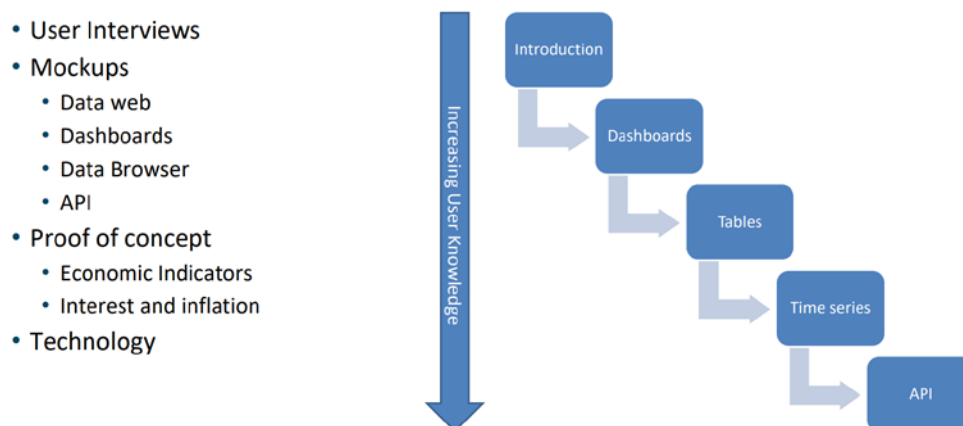 User Interviews
Mockups
Data web
Dashboards
Data Browser
API
Proof of concept
Economic Indicators
Interest and inflation
Technology
Increasing User Knowledge
Introduction
Dashboards
Tables
Time series
API